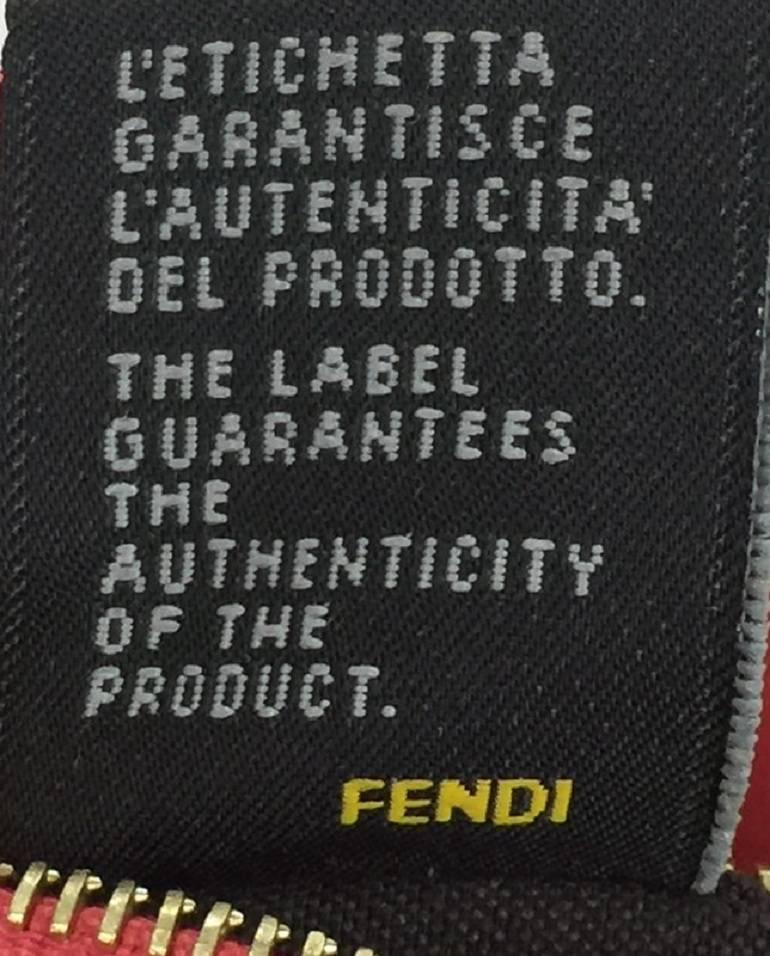 L'ETICHETTA
GARANTISCE
L'AUTENTICITA'
DEL PRODOTTO.
THE LABEL
GUARANTEES
THE
AUTHENTICITY
OF THE
PRODUCT.
FENDI